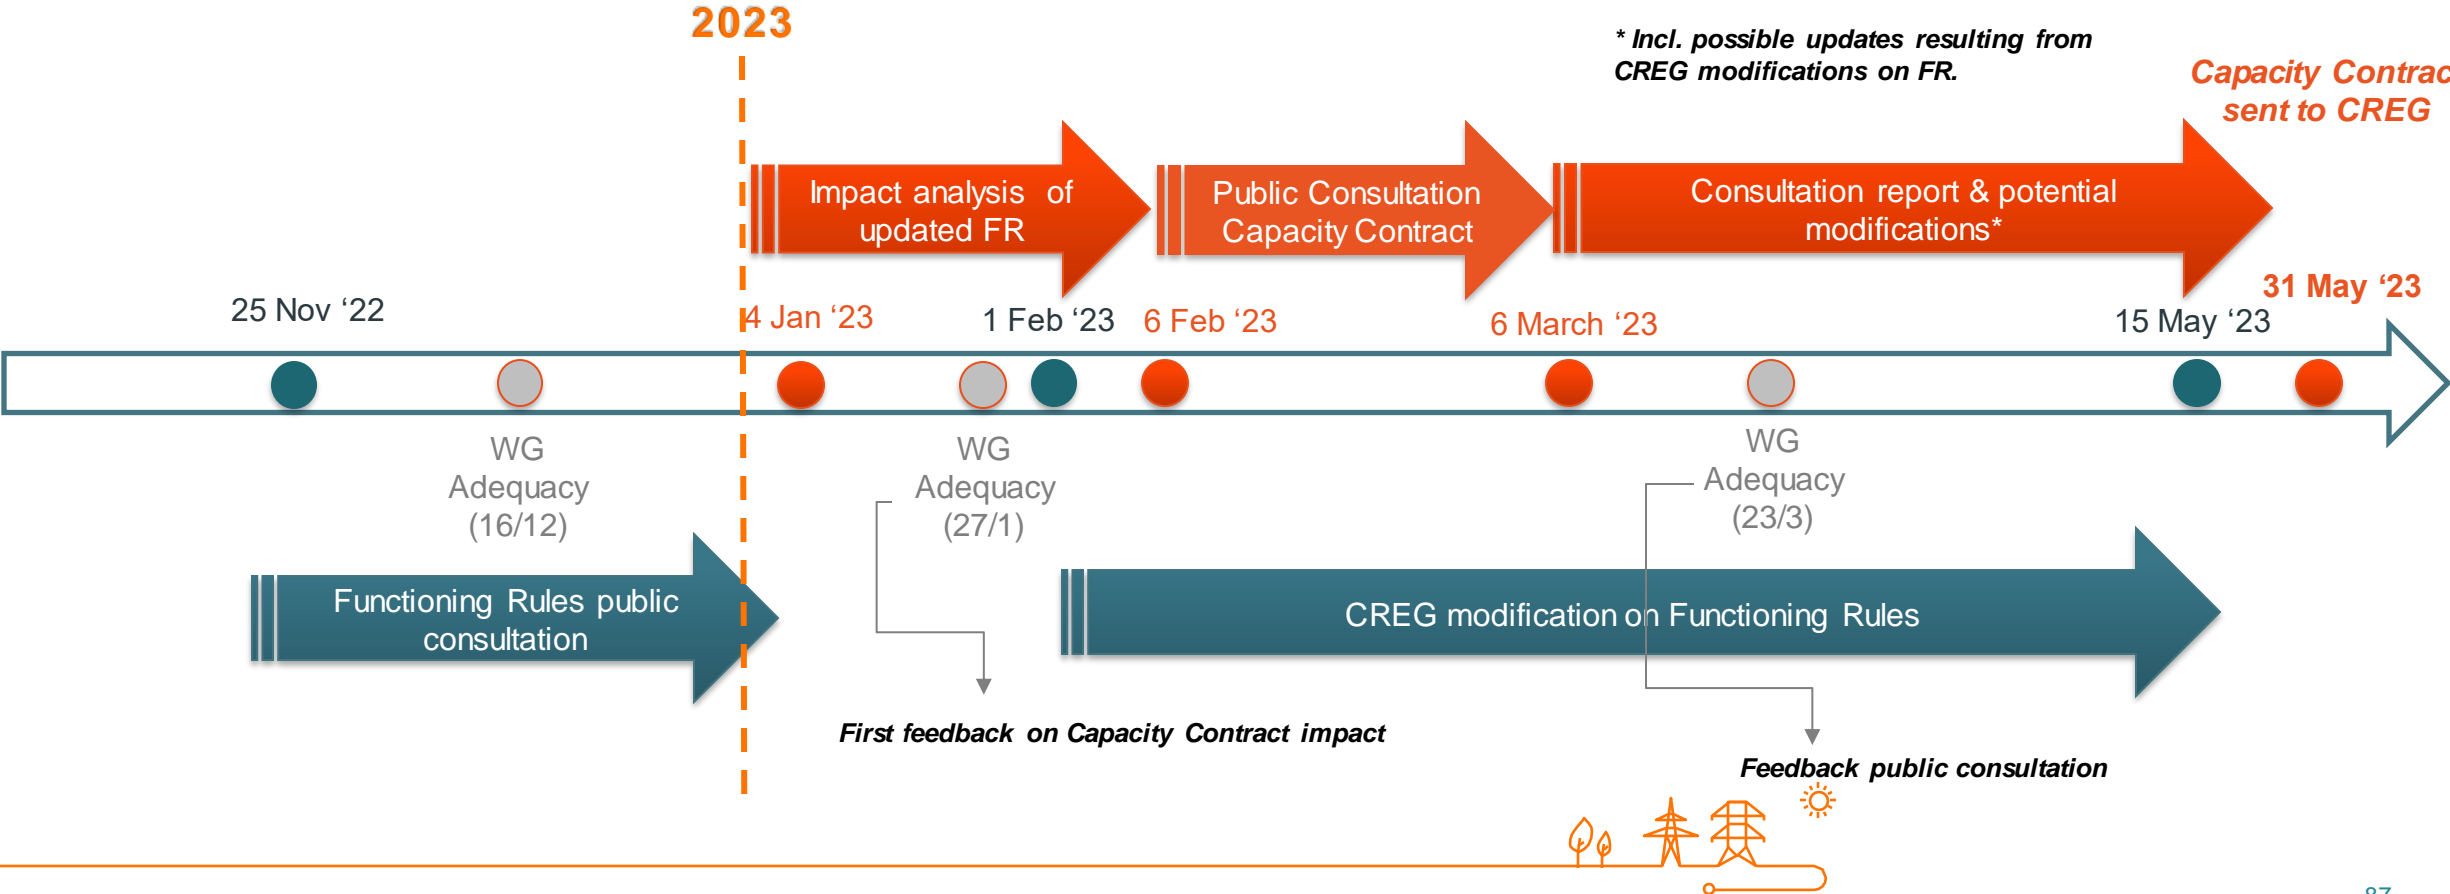 2023
* Incl. possible updates resulting from
CREG modifications on FR.
Capacity Contrac
sent to CREG
Impact analysis of
updated FR
Public Consultation
Capacity Contract
Consultation report & potential
modifications*
25 Nov ‘22
4 Jan ‘23
1 Feb ‘23
6 Feb ‘23
6 March ‘23
15 May ‘23
31 May ‘23
WG
Adequacy
(16/12)
WG
Adequacy
(27/1)
WG
Adequacy
(23/3)
Functioning Rules public
consultation
CREG modification on Functioning Rules
First feedback on Capacity Contract impact
Feedback public consultation
87